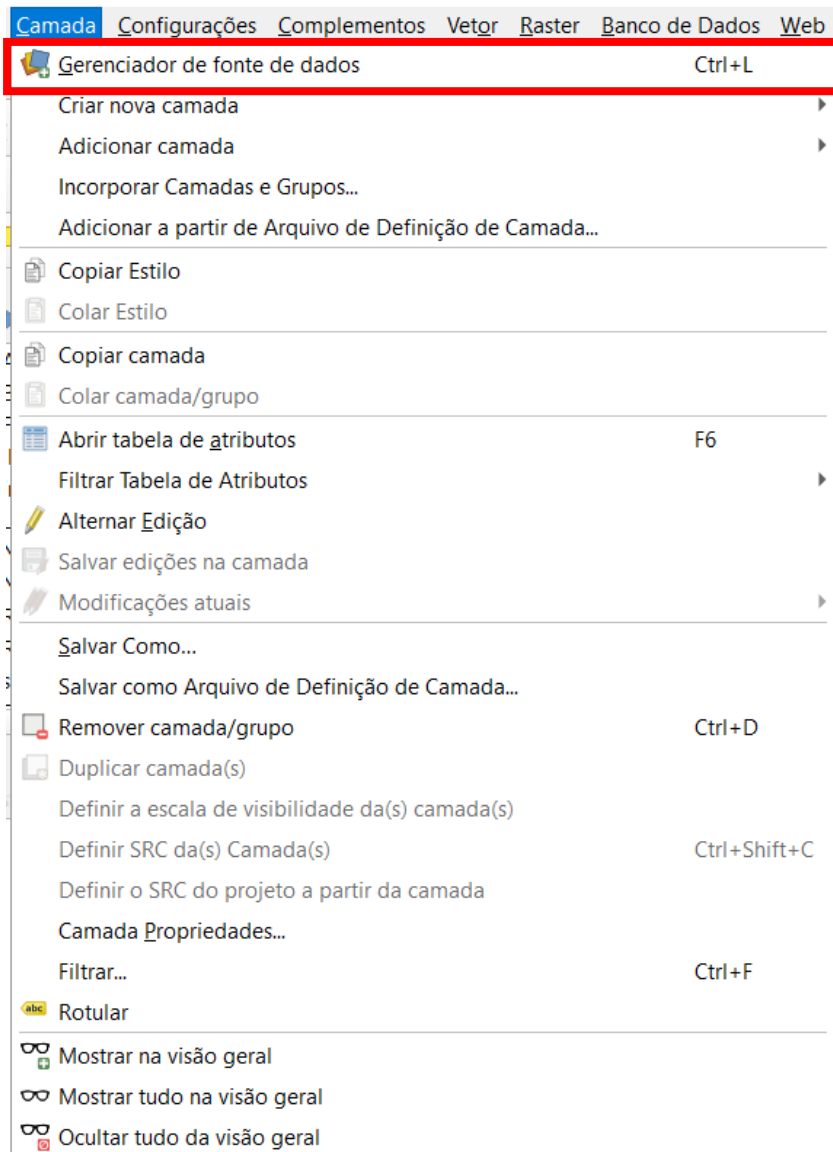 Camada Configurações Complementos Vetor Raster Banco de Dados Web
Gerenciador de fonte de dados Ctrl+L
Criar nova camada
Adicionar camada
Incorporar Camadas e Grupos...
Adicionar a partir de Arquivo de Definição de Camada...
Copiar Estilo
Colar Estilo
Copiar camada
Colar camada/grupo
Abrir tabela de atributos F6
Filtrar Tabela de Atributos
Alternar Edição
Salvar edições na camada
Modificações atuais
Salvar Como...
Salvar como Arquivo de Definição de Camada...
Remover camada/grupo Ctrl+D
Duplicar camada(s)
Definir a escala de visibilidade da(s) camada(s)
Definir SRC da(s) Camada(s) Ctrl+Shift+C
Definir o SRC do projeto a partir da camada
Camada Propriedades...
Filtrar... Ctrl+F
abc Rotular
Mostrar na visão geral
Mostrar tudo na visão geral
Ocultar tudo da visão geral